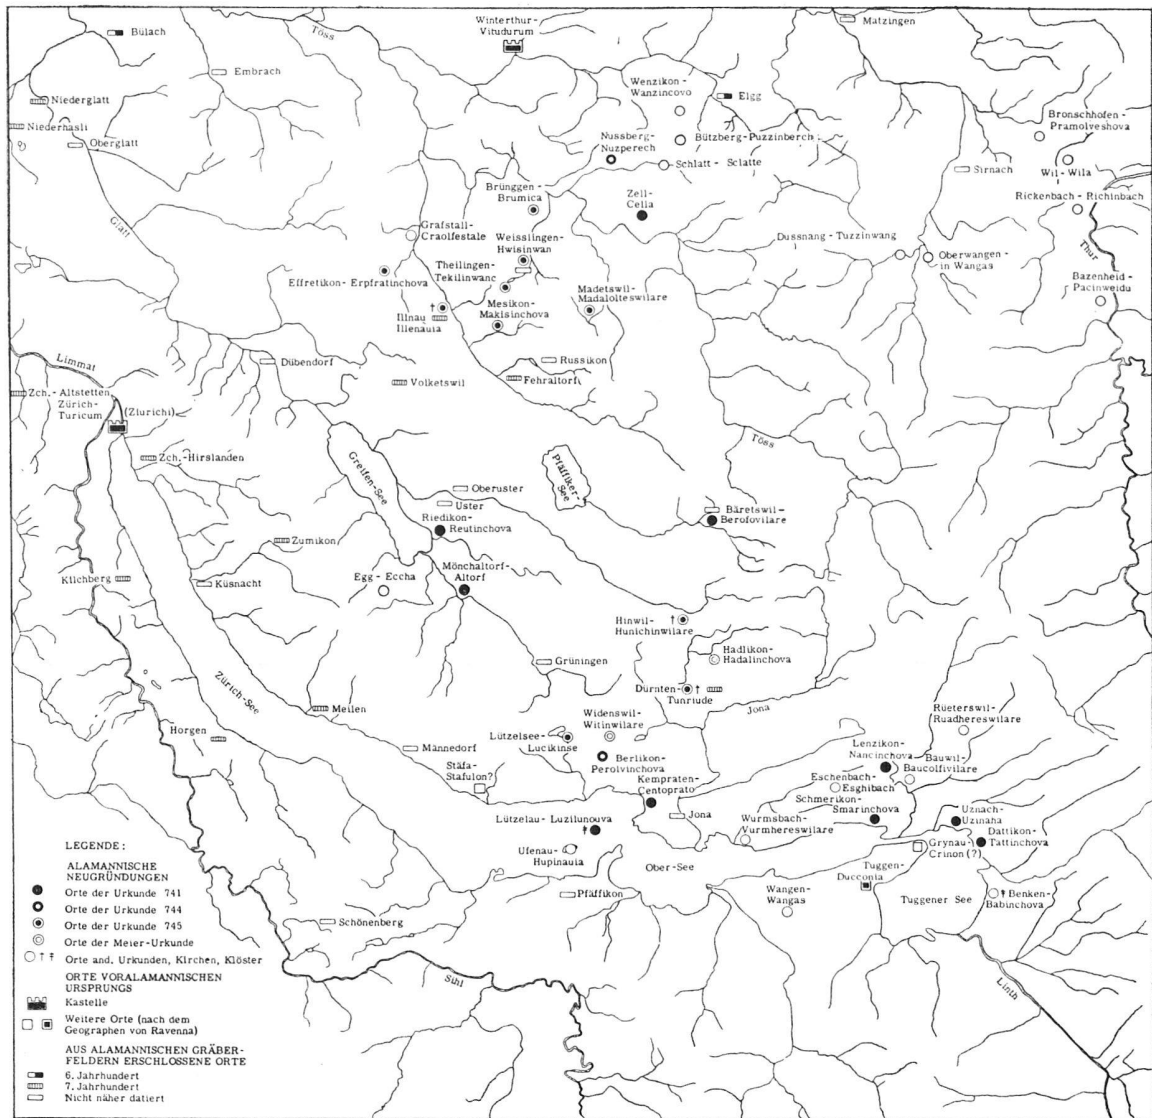 Bülach
Töss
Winterthur-
Vitudurum
Matzingen
Embrach
Wenzikon-
Wanzincovo
Elgg
Niederglatt
Niederhasli
Oberglatt
Nussberg-
Nuzperech
Bützberg-Puzzinberch
Bronschhofen-
Pramolveshova
Schlatt - Sclatte
Sirnach
Wil-Wila
Brünggen-
Brumica
Zell-
Cella
Rickenbach - Richinbach
Glatt
Grafstall-
Craolfestale
Weisslingen-
Hwisinwan
Dussnang - Tuzzinwang
Oberwangen-
in Wangas
Thur
Theilingen-
Tekilinwanc
Effretikon- Erpfratinchova
Madetswil-
Madalolteswilare
Bazenheid-
Pacinweidu
Illnau
Illenauia
Mesikon-
Makisinchova
Limmat
Dübendorf
Russikon
Volketswil
Fehraltorf
Zch.-Altstetten
Zürich-
Turicum
(Ziurichi)
Töss
Zch.-Hirslanden
Greifen-See
Pfäffiker-
See
Oberuster
Uster
Bäretswil-
Berofovilare
Riedikon-
Reutinchova
Zumikon
Kilchberg
Küsnacht
Egg - Eccha
Mönchaltorf-
Altorf
Hinwil-
Hunichinwilare
Hadlikon-
Hadalinchova
Grüningen
Zürich-See
Dürnten-
Tunriude
Meilen
Jona
Rüeterswil-
Ruadhereswilare
Horgen
Widenswil-
Witinwilare
Lützelsee-
Lucikinse
Männedorf
Berlikon-
Perolvinchova
Lenzikon-
Nancinchova
Stäfa-
Stafulon?
Bauwil-
Baucolfivilare
Kempraten-
Centoprato
Eschenbach-
Esghibach
Schmerikon-
Smarinchova
Jona
Uznach-
Uzinaha
Lützelau- Luzilunouva
Wurmsbach-
Vurmhereswilare
Dattikon-
Tattinchova
Ufenau-
Hupinauia
Grynau-
Crinon (?)
Ober-See
Tuggen-
Ducconia
Pfäffikon
Wangen-
Wangas
Tuggener See
Benken-
Babinchova
Schönenberg
Sihl
Linth
LEGENDE:
ALAMANNISCHE
NEUGRÜNDUNGEN
Orte der Urkunde 741
Orte der Urkunde 744
Orte der Urkunde 745
Orte der Meier-Urkunde
Orte and. Urkunden, Kirchen, Klöster
ORTE VORALAMANNISCHEN
URSPRUNGS
Kastelle
Weitere Orte (nach dem
Geographen von Ravenna)
AUS ALAMANNISCHEN GRÄBER-
FELDERN ERSCHLOSSENE ORTE
6. Jahrhundert
7. Jahrhundert
Nicht näher datiert